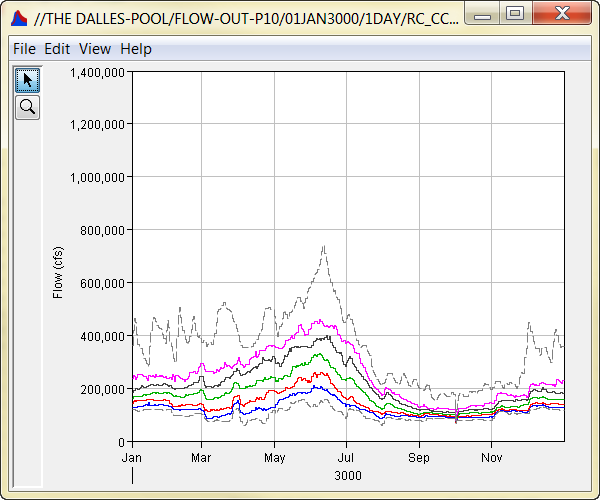 //THE DALLES-POOL/FLOW-OUT-P10/01JAN3000/1DAY/RC_CC...
File Edit View Help
1,400,000
1,200,000
1,000,000
800,000
600,000
400,000
200,000
0
Flow (cfs)
Jan Mar May Jul Sep Nov
3000